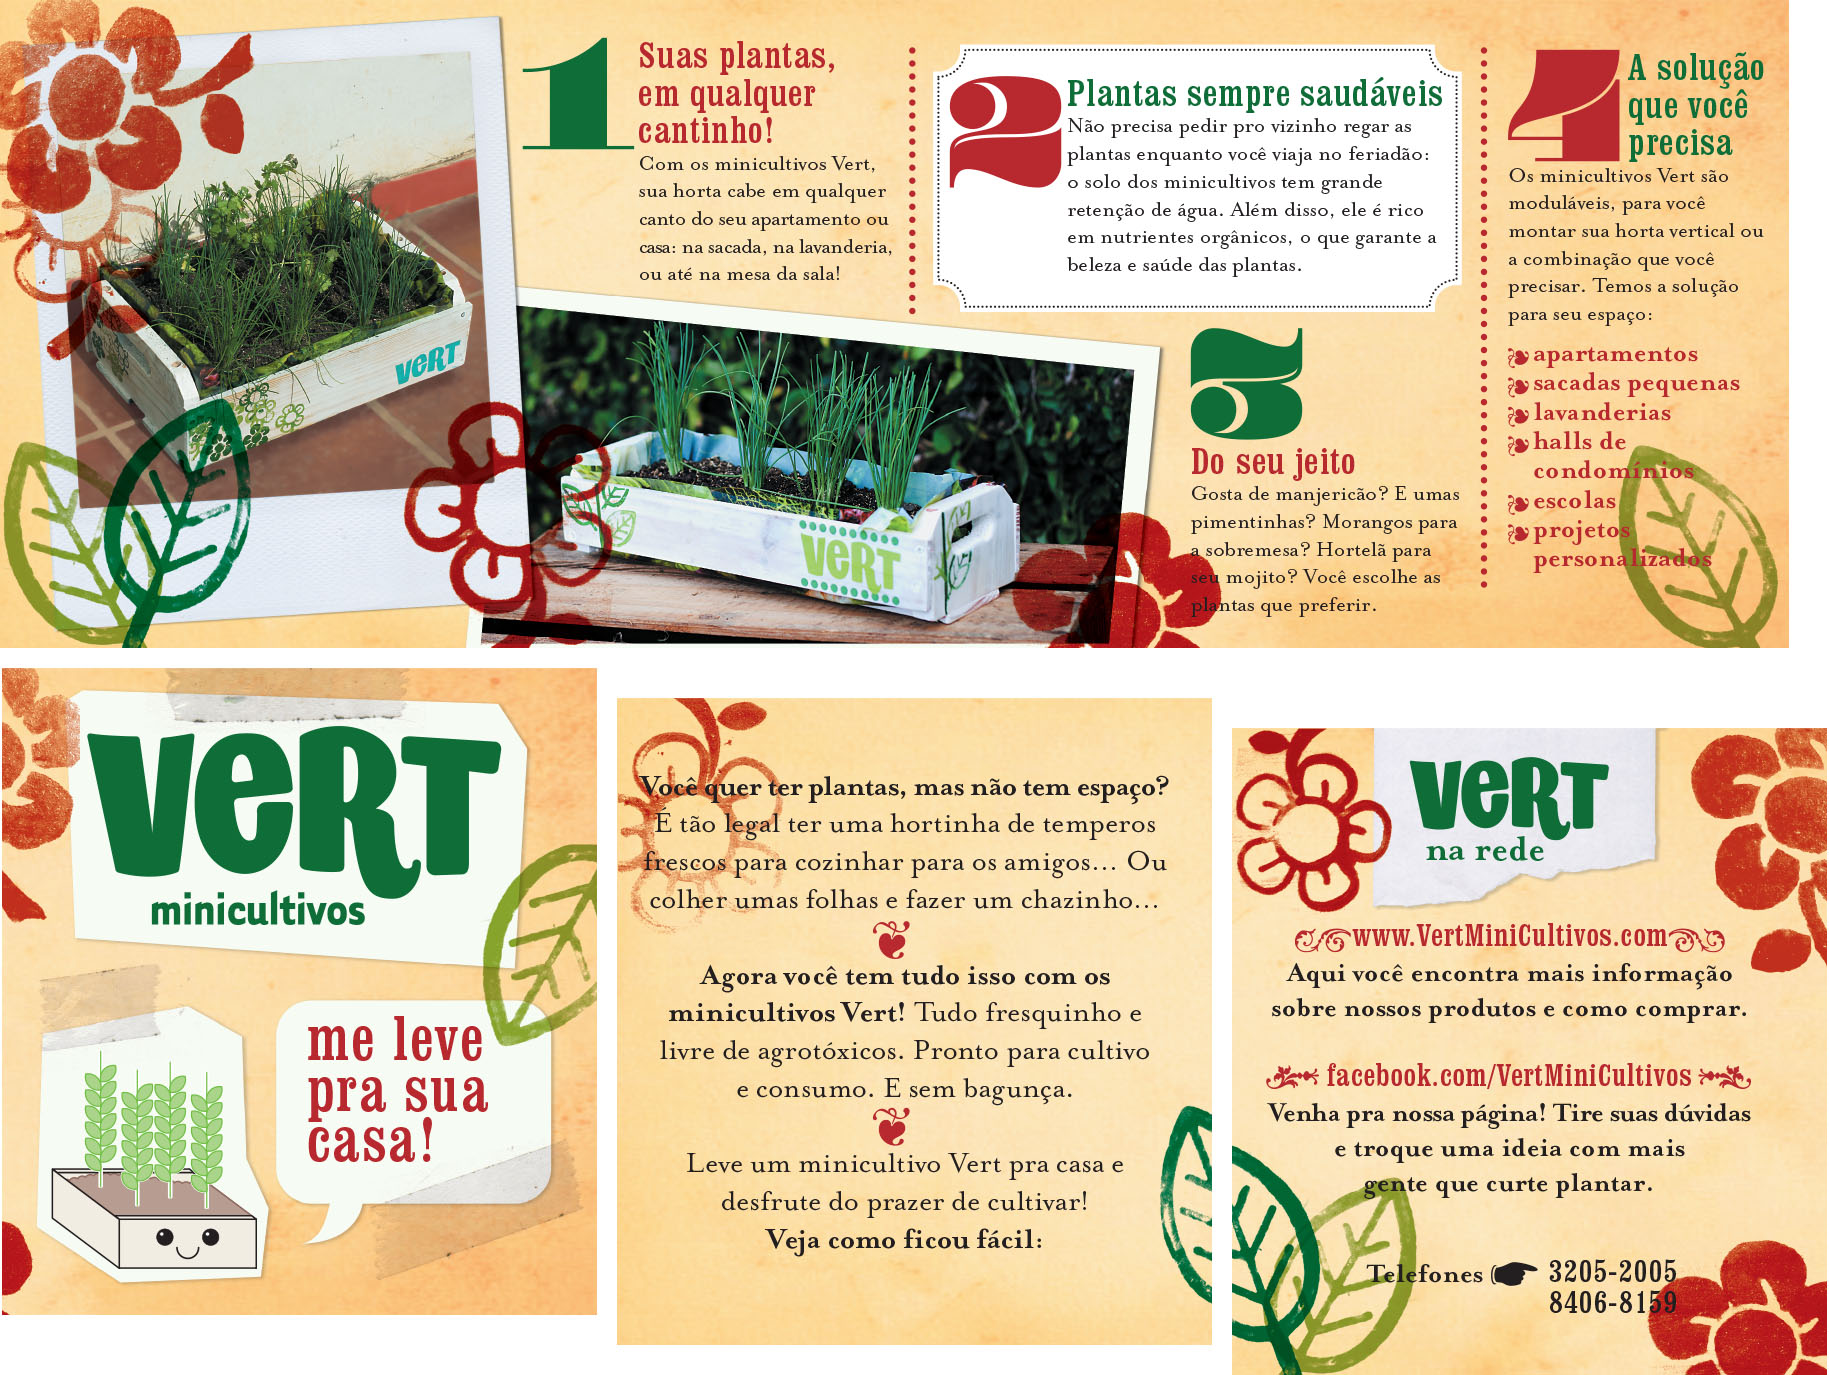 1
Suas plantas,
em qualquer
cantinho!
Com os minicultivos Vert,
sua horta cabe em qualquer
canto do seu apartamento ou
casa: na sacada, na lavanderia,
ou até na mesa da sala!
VeRT
VeRT
2
Plantas sempre saudáveis
Não precisa pedir pro vizinho regar as
plantas enquanto você viaja no feriadão:
o solo dos minicultivos tem grande
retenção de água. Além disso, ele é rico
em nutrientes orgânicos, o que garante a
beleza e saúde das plantas.
3
Do seu jeito
Gosta de manjericão? E umas
pimentinhas? Morangos para
a sobremesa? Hortelã para
seu mojito? Você escolhe as
plantas que preferir.
4
A solução
que você
precisa
Os minicultivos Vert são
moduláveis, para você
montar sua horta vertical ou
a combinação que você
precisar. Temos a solução
para seu espaço:
apartamentos
sacadas pequenas
lavanderias
halls de
condomínios
escolas
projetos
personalizados
VeRT
minicultivos
me leve
pra sua
casa!
Você quer ter plantas, mas não tem espaço?
É tão legal ter uma hortinha de temperos
frescos para cozinhar para os amigos... Ou
colher umas folhas e fazer um chazinho...
Agora você tem tudo isso com os
minicultivos Vert! Tudo fresquinho e
livre de agrotóxicos. Pronto para cultivo
e consumo. E sem bagunça.
Leve um minicultivo Vert pra casa e
desfrute do prazer de cultivar!
Veja como ficou fácil:
VeRT
na rede
www.VertMiniCultivos.com
Aqui você encontra mais informação
sobre nossos produtos e como comprar.
facebook.com/VertMiniCultivos
Venha pra nossa página! Tire suas dúvidas
e troque uma ideia com mais
gente que curte plantar.
Telefones 3205-2005
8406-8159